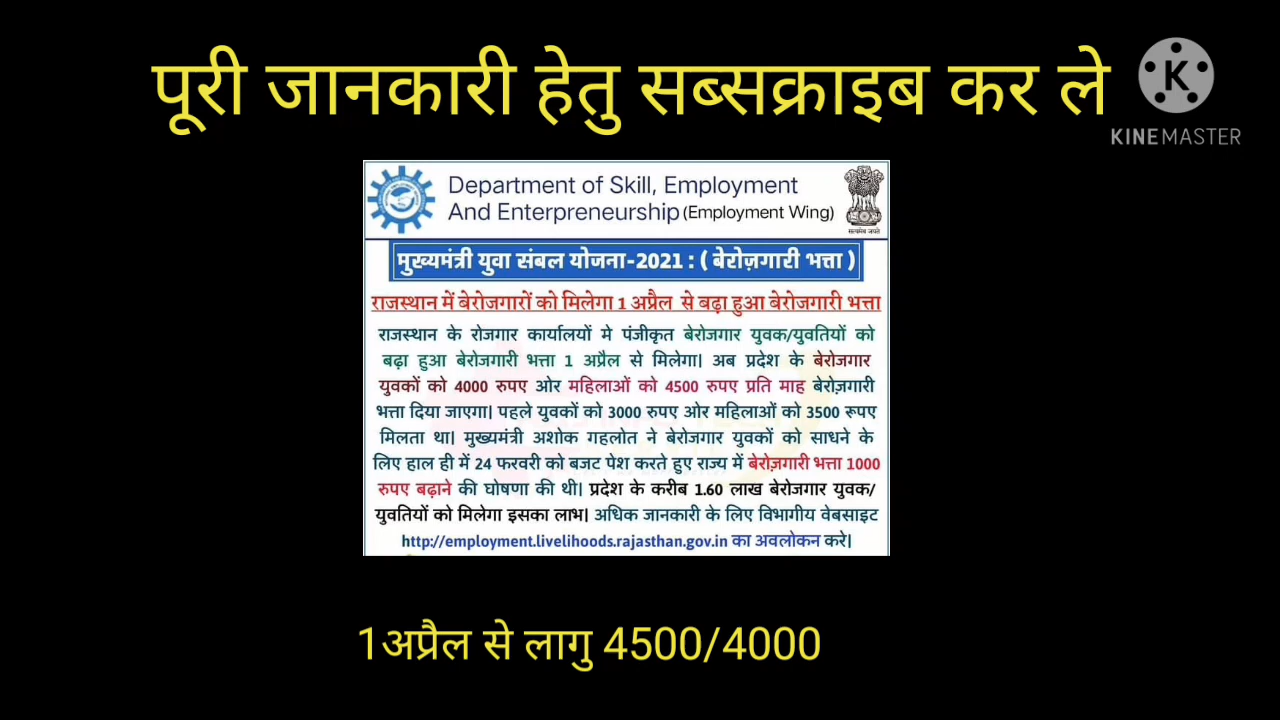 पूरी जानकारी हेतु सब्सक्राइब कर ले
K
KINEMASTER
Department of Skill, Employment
And Enterpreneurship (Employment Wing)
सत्यमेव जयते
मुख्यमंत्री युवा संबल योजना-2021 : ( बेरोज़गारी भत्ता )
राजस्थान में बेरोजगारों को मिलेगा 1 अप्रैल से बढ़ा हुआ बेरोजगारी भत्ता
राजस्थान के रोजगार कार्यालयों मे पंजीकृत बेरोजगार युवक/युवतियों को
बढ़ा हुआ बेरोजगारी भत्ता 1 अप्रैल से मिलेगा। अब प्रदेश के बेरोजगार
युवकों को 4000 रुपए ओर महिलाओं को 4500 रुपए प्रति माह बेरोज़गारी
भत्ता दिया जाएगा। पहले युवकों को 3000 रुपए ओर महिलाओं को 3500 रूपए
मिलता था। मुख्यमंत्री अशोक गहलोत ने बेरोजगार युवकों को साधने के
लिए हाल ही में 24 फरवरी को बजट पेश करते हुए राज्य में बेरोज़गारी भत्ता 1000
रुपए बढ़ाने की घोषणा की थी। प्रदेश के करीब 1.60 लाख बेरोजगार युवक/
युवतियों को मिलेगा इसका लाभ। अधिक जानकारी के लिए विभागीय वेबसाइट
http://employment.livelihoods.rajasthan.gov.in का अवलोकन करे।
1अप्रैल से लागु 4500/4000